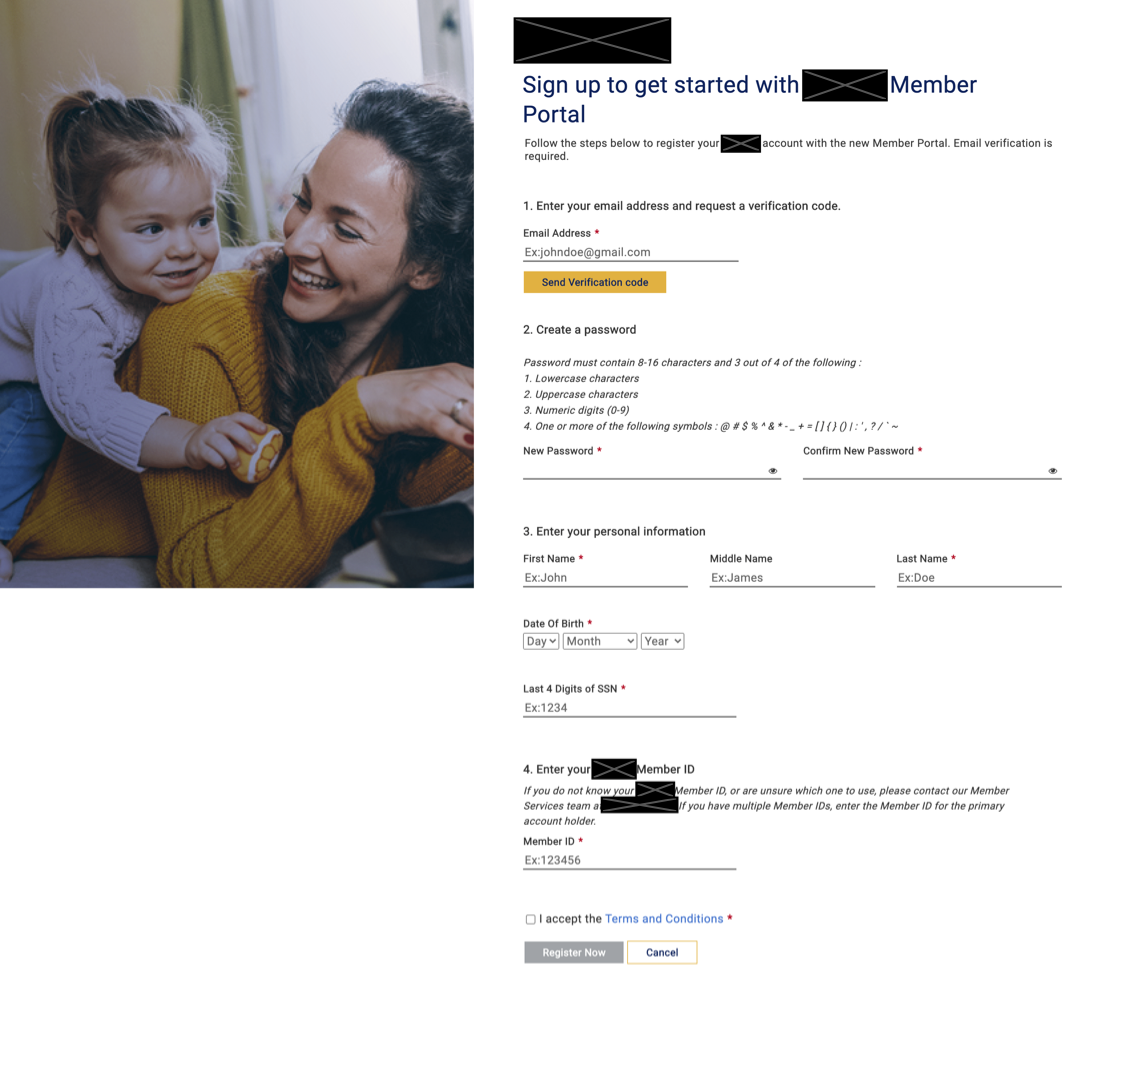 Sign up to get started with Member
Portal
Follow the steps below to register your account with the new Member Portal. Email verification is
required.
1. Enter your email address and request a verification code.
Email Address *
Ex:johndoe@gmail.com
Send Verification code
2. Create a password
Password must contain 8-16 characters and 3 out of 4 of the following :
1. Lowercase characters
2. Uppercase characters
3. Numeric digits (0-9)
4. One or more of the following symbols : @ # $ % ^ & * - _ + = [ ] { } () | : ' , ? / ` ~
New Password * Confirm New Password *
3. Enter your personal information
First Name * Middle Name Last Name *
Ex:John Ex:James Ex:Doe
Date Of Birth *
Day Month Year
Last 4 Digits of SSN *
Ex:1234
4. Enter your Member ID
If you do not know your Member ID, or are unsure which one to use, please contact our Member
Services team If you have multiple Member IDs, enter the Member ID for the primary
account holder.
Member ID *
Ex:123456
I accept the Terms and Conditions *
Register Now Cancel